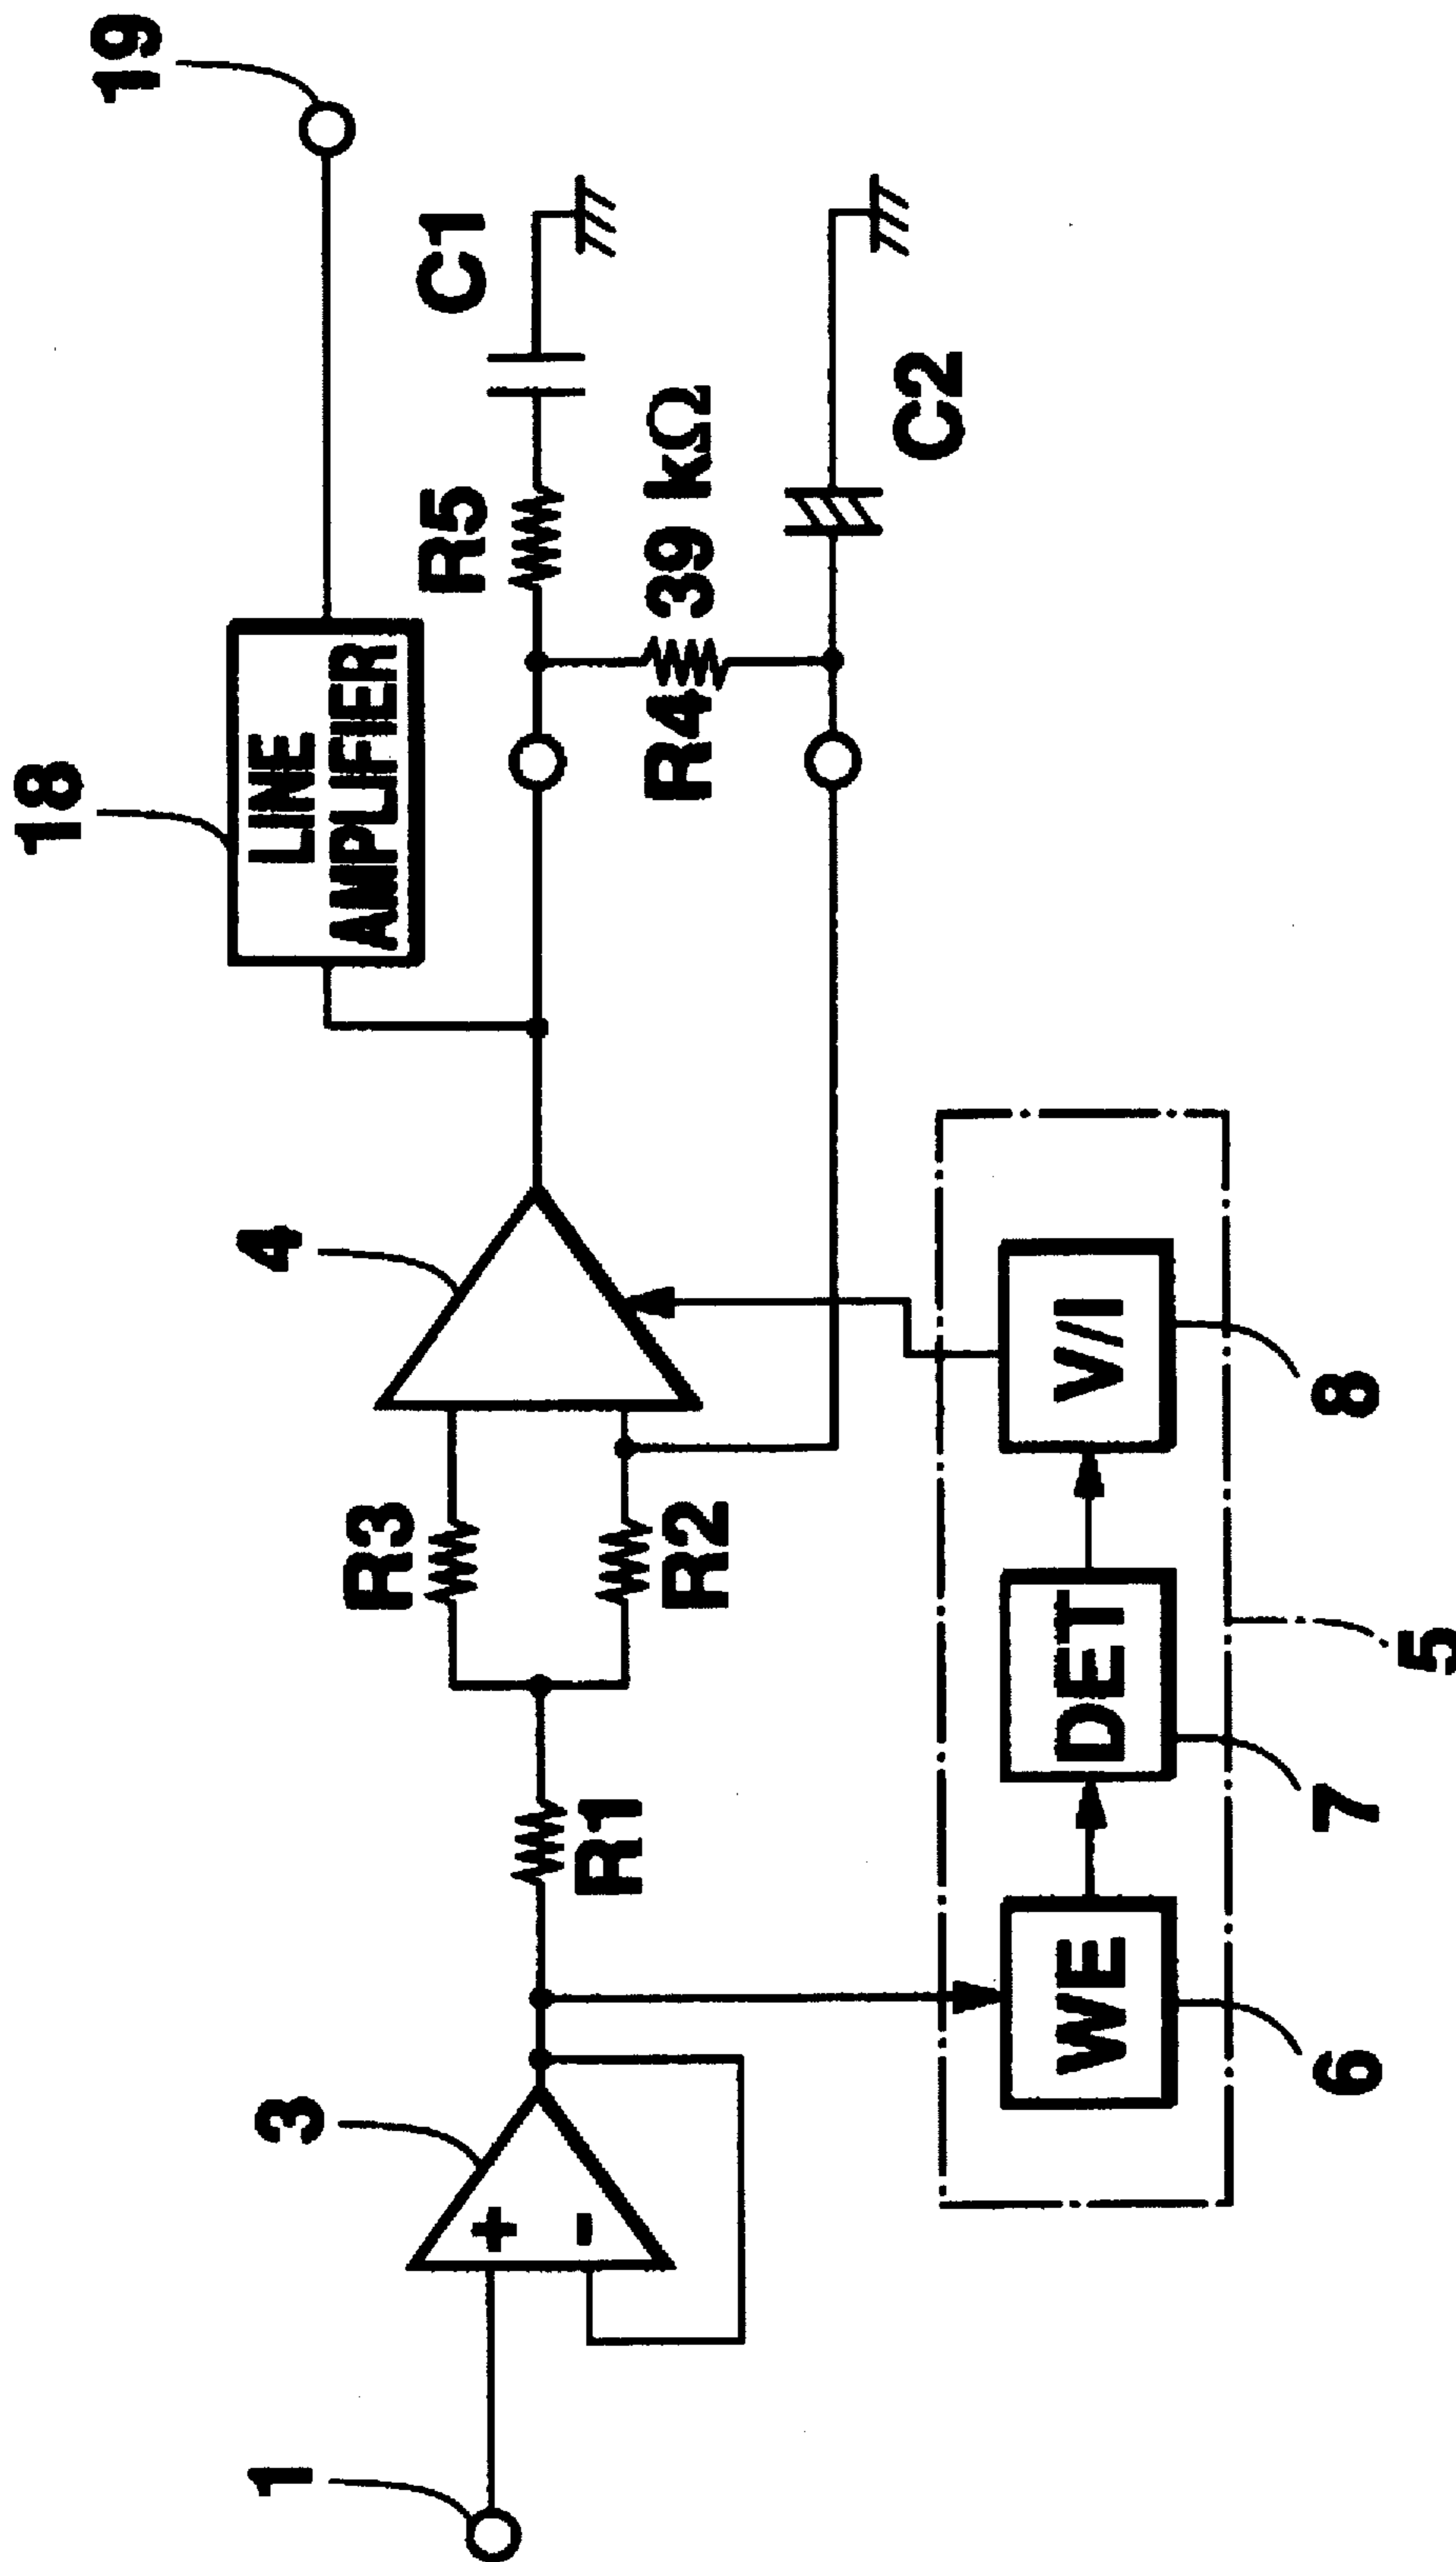 19
18
LINE
AMPLIFIER
C1
R5
39 kΩ
R4
C2
4
R3
R2
R1
3
+
-
1
WE
DET
V/I
6
7
8
5